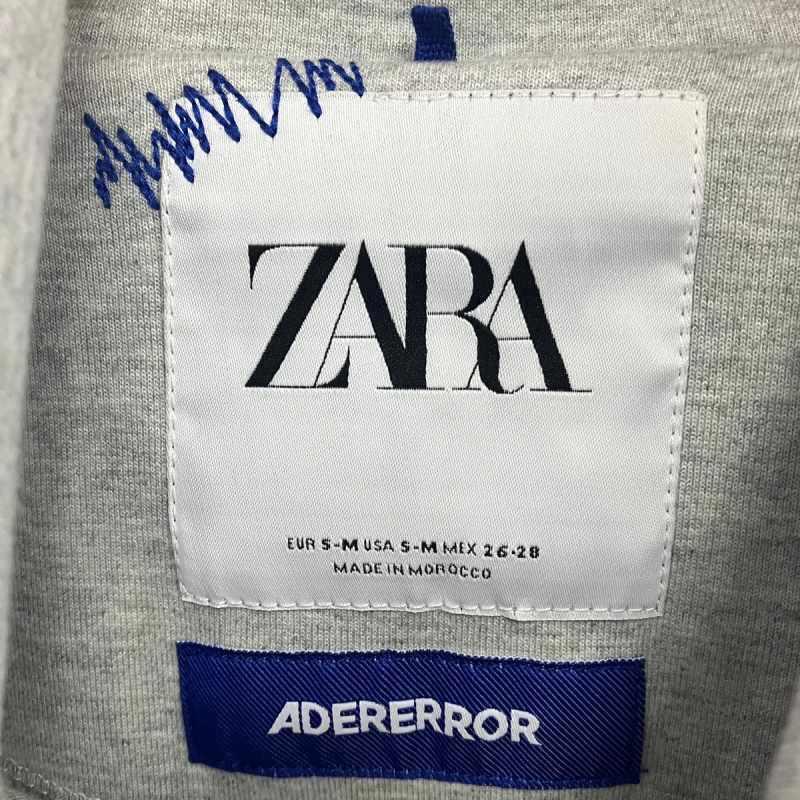 ZARA
EUR S-M USA S-M MEX 26-28
MADE IN MOROCCO
ADERERROR